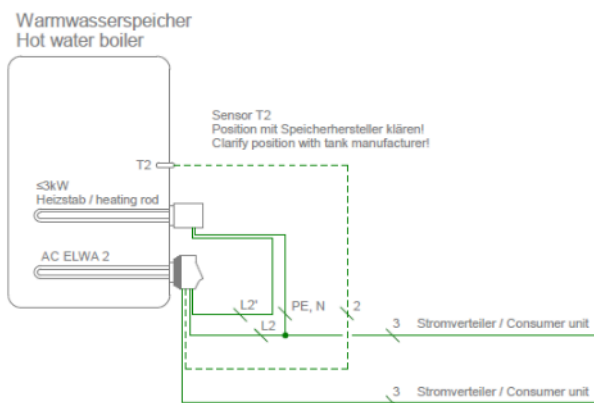 Warmwasserspeicher
Hot water boiler
Sensor T2
Position mit Speicherhersteller klären!
Clarify position with tank manufacturer!
T2
≤3kW
Heizstab / heating rod
AC ELWA 2
L2'
PE, N
2
L2
3 Stromverteiler / Consumer unit
3 Stromverteiler / Consumer unit